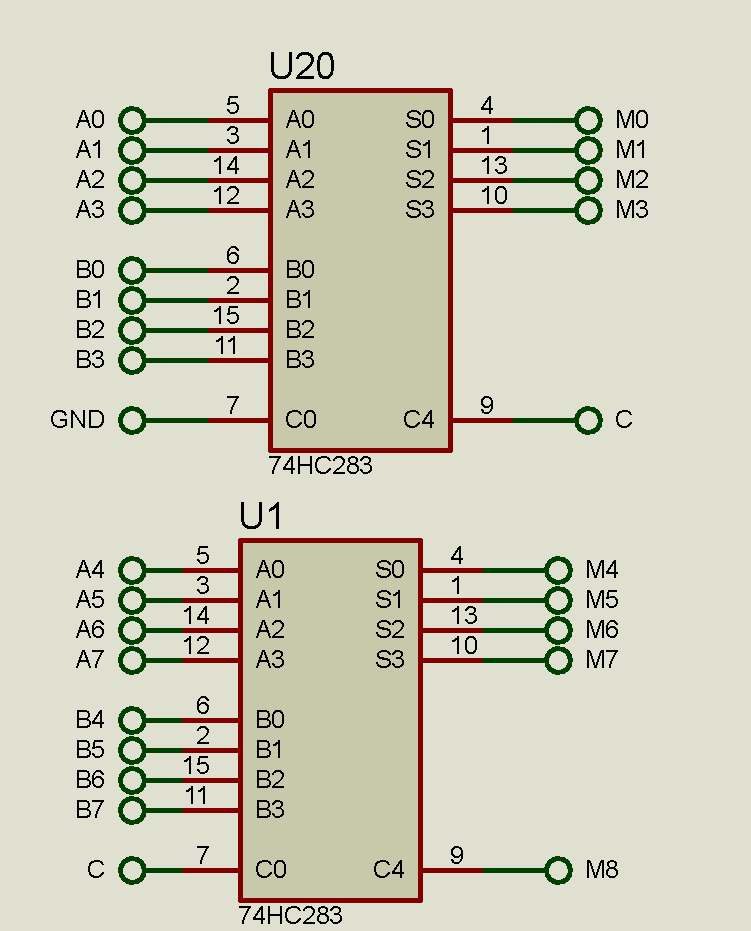 U20
A0 5 A0 S0 4 M0
A1 3 A1 S1 1 M1
A2 14 A2 S2 13 M2
A3 12 A3 S3 10 M3
B0 6 B0
B1 2 B1
B2 15 B2
B3 11 B3
GND 7 C0 C4 9 C
74HC283
U1
A4 5 A0 S0 4 M4
A5 3 A1 S1 1 M5
A6 14 A2 S2 13 M6
A7 12 A3 S3 10 M7
B4 6 B0
B5 2 B1
B6 15 B2
B7 11 B3
C 7 C0 C4 9 M8
74HC283